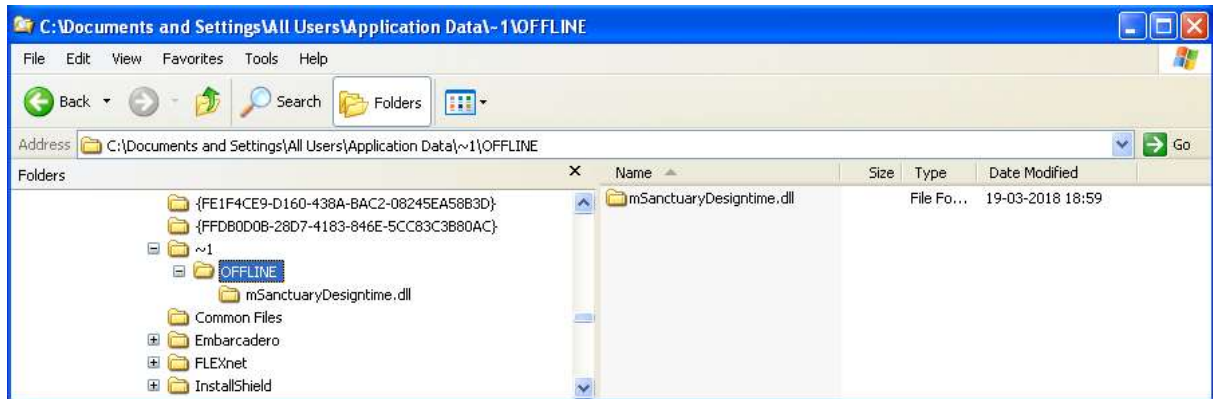 C:\Documents and Settings\All Users\Application Data\~1\OFFLINE
File Edit View Favorites Tools Help
Back Search Folders
Address C:\Documents and Settings\All Users\Application Data\~1\OFFLINE Go
Folders X Name Size Type Date Modified
{FE1F4CE9-D160-438A-BAC2-08245EA58B3D} mSanctuaryDesigntime.dll File Fo... 19-03-2018 18:59
{FFDB0D0B-28D7-4183-846E-5CC83C3B80AC}
~1
OFFLINE
mSanctuaryDesigntime.dll
Common Files
Embarcadero
FLEXnet
InstallShield